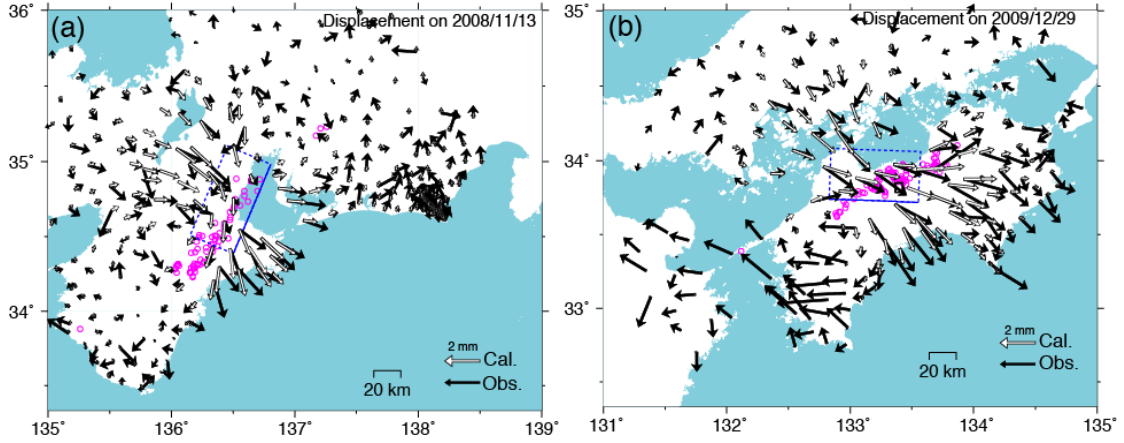 (a)
Displacement on 2008/11/13
36°
35°
34°
2 mm
Cal.
Obs.
20 km
135°
136°
137°
138°
139°
(b)
Displacement on 2009/12/29
35°
34°
33°
2 mm
Cal.
Obs.
20 km
131°
132°
133°
134°
135°